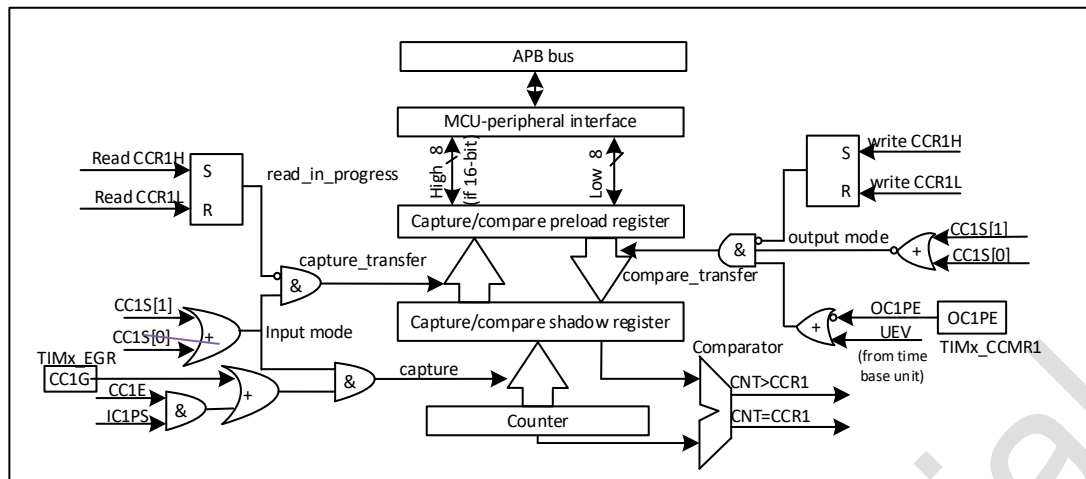 APB bus
MCU-peripheral interface
High 8
(if 16-bit)
Low 8
Read CCR1H
Read CCR1L
S
R
read_in_progress
write CCR1H
write CCR1L
S
R
Capture/compare preload register
CC1S[1]
CC1S[0]
+
output mode
&
compare_transfer
capture_transfer
&
CC1S[1]
CC1S[0]
+
Input mode
Capture/compare shadow register
OC1PE
OC1PE
UEV
+
TIMx_CCMR1
(from time
base unit)
TIMx_EGR
CC1G
CC1E
IC1PS
&
+
&
capture
Comparator
CNT>CCR1
CNT=CCR1
Counter